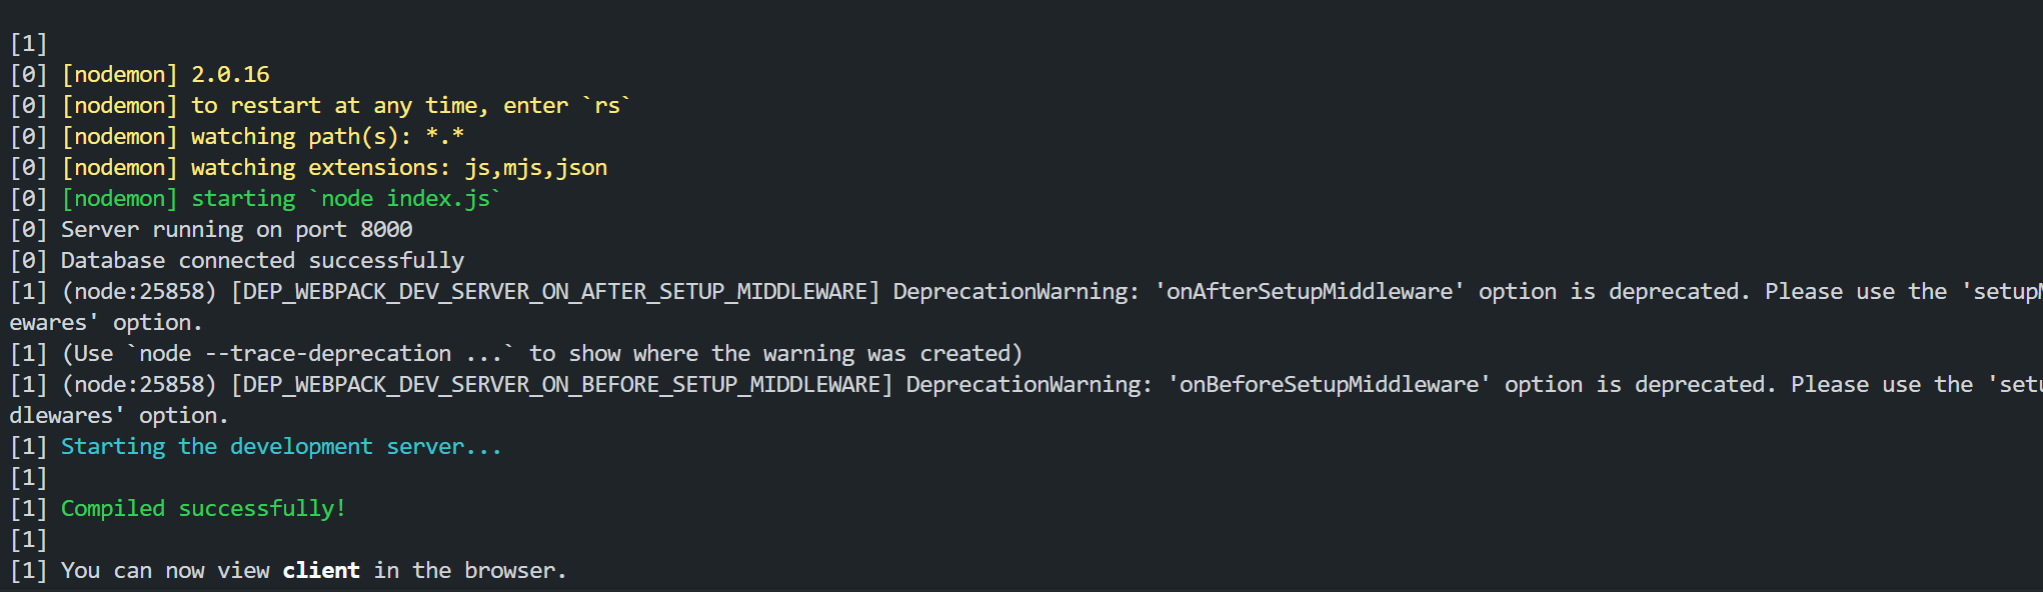 [1]
[0] [nodemon] 2.0.16
[0] [nodemon] to restart at any time, enter `rs`
[0] [nodemon] watching path(s): *.*
[0] [nodemon] watching extensions: js,mjs,json
[0] [nodemon] starting `node index.js`
[0] Server running on port 8000
[0] Database connected successfully
[1] (node:25858) [DEP_WEBPACK_DEV_SERVER_ON_AFTER_SETUP_MIDDLEWARE] DeprecationWarning: 'onAfterSetupMiddleware' option is deprecated. Please use the 'setup
ewares' option.
[1] (Use `node --trace-deprecation ...` to show where the warning was created)
[1] (node:25858) [DEP_WEBPACK_DEV_SERVER_ON_BEFORE_SETUP_MIDDLEWARE] DeprecationWarning: 'onBeforeSetupMiddleware' option is deprecated. Please use the 'set
dlewares' option.
[1] Starting the development server...
[1]
[1] Compiled successfully!
[1]
[1] You can now view client in the browser.